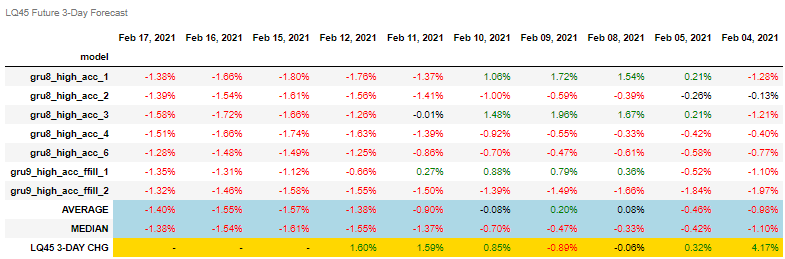 LQ45 Future 3-Day Forecast
Feb 17, 2021 Feb 16, 2021 Feb 15, 2021 Feb 12, 2021 Feb 11, 2021 Feb 10, 2021 Feb 09, 2021 Feb 08, 2021 Feb 05, 2021 Feb 04, 2021
model
gru8_high_acc_1 -1.38% -1.66% -1.80% -1.76% -1.37% 1.06% 1.72% 1.54% 0.21% -1.28%
gru8_high_acc_2 -1.39% -1.54% -1.61% -1.56% -1.41% -1.00% -0.59% -0.39% -0.26% -0.13%
gru8_high_acc_3 -1.58% -1.72% -1.66% -1.26% -0.01% 1.48% 1.96% 1.67% 0.21% -1.21%
gru8_high_acc_4 -1.51% -1.66% -1.74% -1.63% -1.39% -0.92% -0.55% -0.33% -0.42% -0.40%
gru8_high_acc_6 -1.28% -1.48% -1.49% -1.25% -0.86% -0.70% -0.47% -0.61% -0.58% -0.77%
gru9_high_acc_ffill_1 -1.35% -1.31% -1.12% -0.66% 0.27% 0.88% 0.79% 0.36% -0.52% -1.10%
gru9_high_acc_ffill_2 -1.32% -1.46% -1.58% -1.55% -1.50% -1.39% -1.49% -1.66% -1.84% -1.97%
AVERAGE -1.40% -1.55% -1.57% -1.38% -0.90% -0.08% 0.20% 0.08% -0.46% -0.98%
MEDIAN -1.38% -1.54% -1.61% -1.55% -1.37% -0.70% -0.47% -0.33% -0.42% -1.10%
LQ45 3-DAY CHG - - - 1.60% 1.59% 0.85% -0.89% -0.06% 0.32% 4.17%